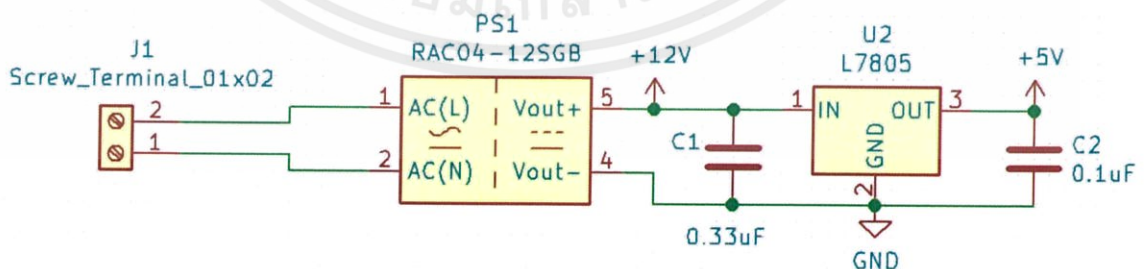 J1
Screw_Terminal_01x02
2
1
PS1
RAC04-12SGB
1 AC(L) Vout+ 5
2 AC(N) Vout- 4
+12V
C1
0.33uF
U2
L7805
1 IN OUT 3
GND
2
GND
+5V
C2
0.1uF